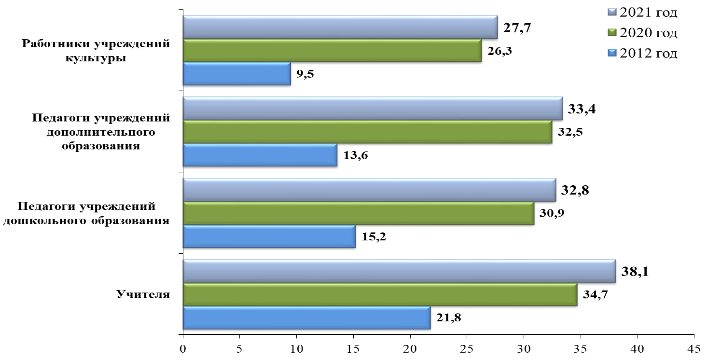 2021 год
2020 год
2012 год
Работники учреждений
культуры
27,7
26,3
9,5
Педагоги учреждений
дополнительного
образования
33,4
32,5
13,6
Педагоги учреждений
дошкольного образования
32,8
30,9
15,2
Учителя
38,1
34,7
21,8
0 5 10 15 20 25 30 35 40 45